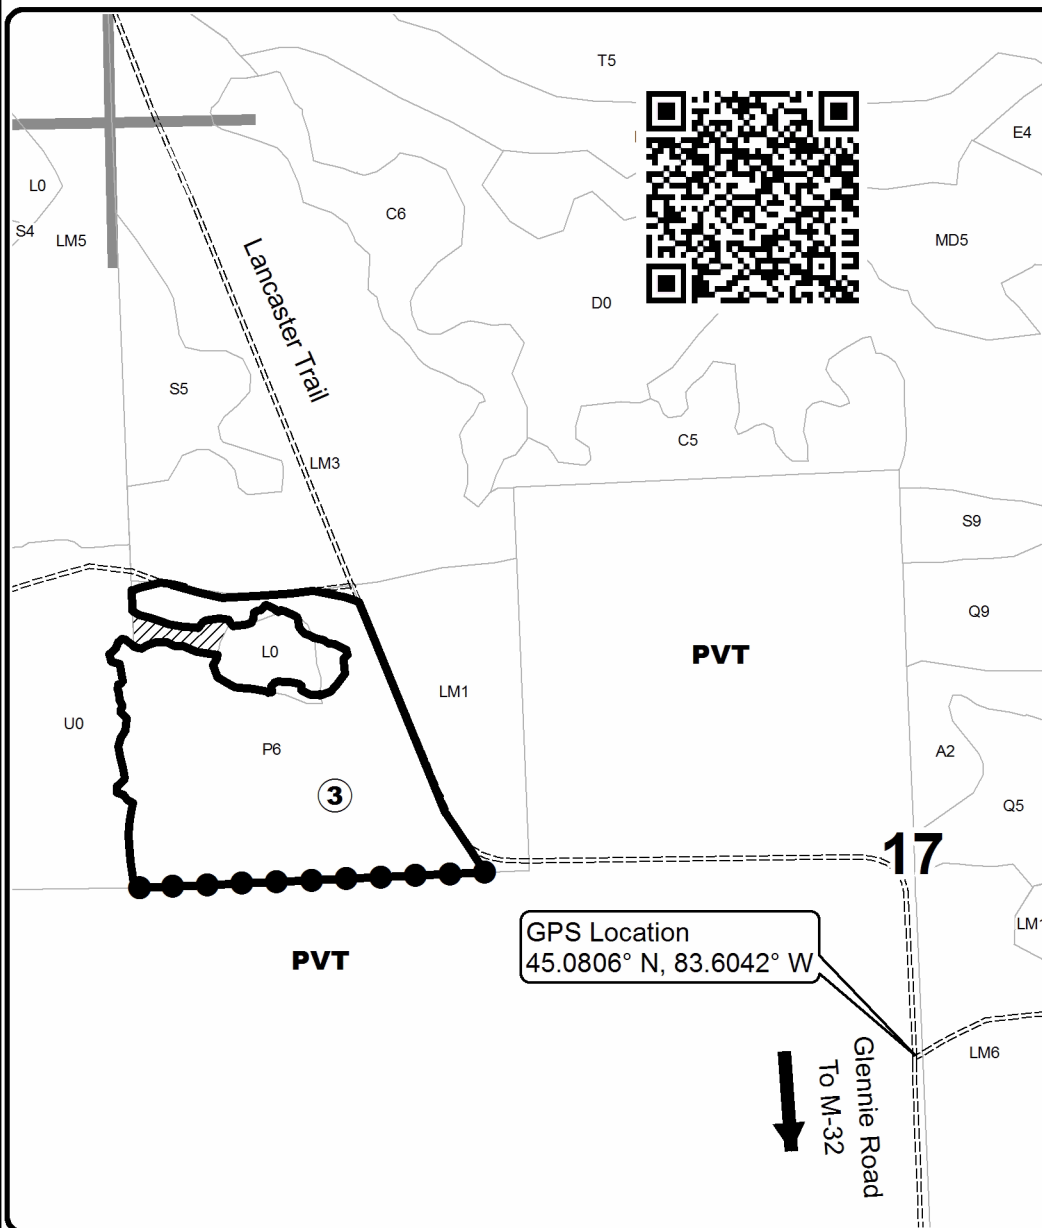 T5
E4
L0
C6
S4
LM5
MD5
Lancaster Trail
D0
S5
C5
LM3
S9
Q9
L0
PVT
LM1
U0
P6
A2
3
Q5
17
GPS Location
45.0806° N, 83.6042° W
LM1
PVT
Glennie Road
To M-32
LM6